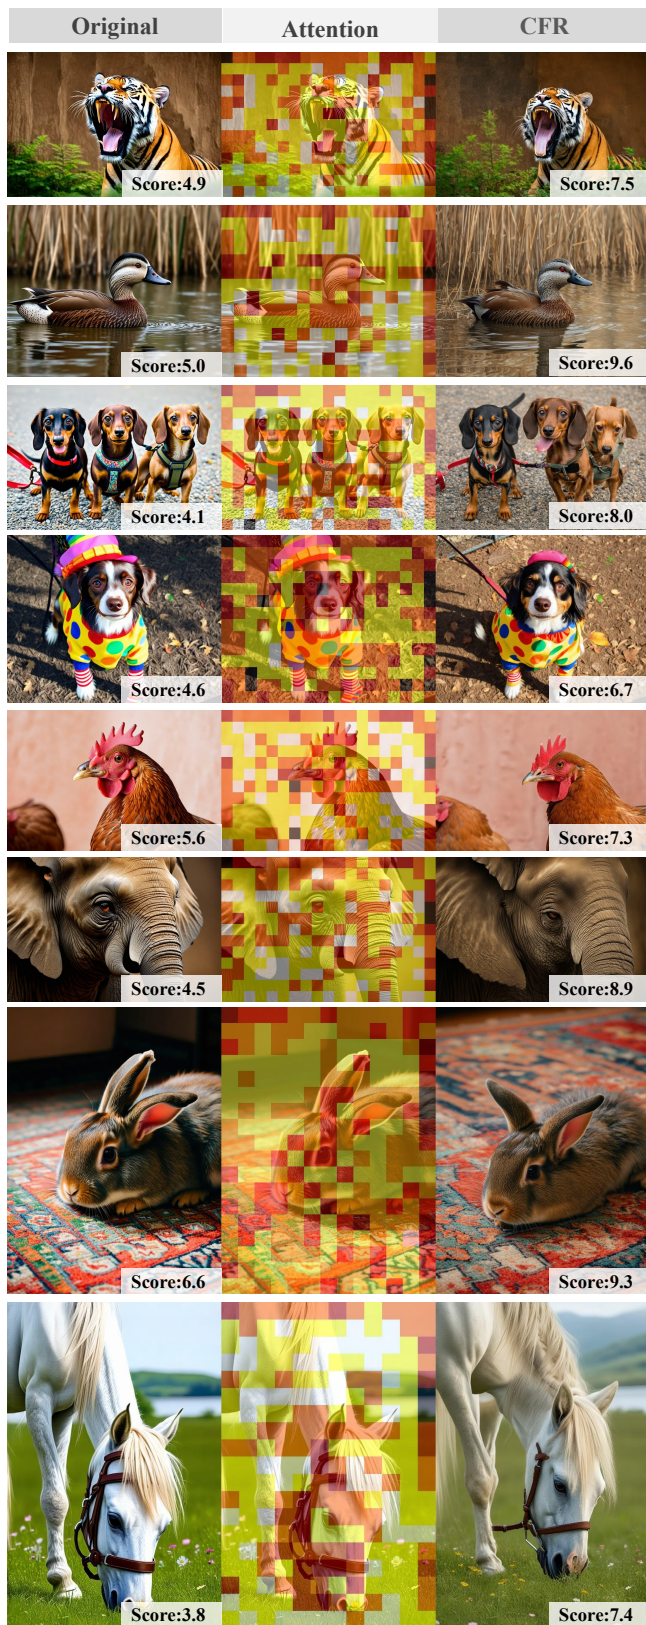 Original Attention CFR
Score:4.9 Score:7.5
Score:5.0 Score:9.6
Score:4.1 Score:8.0
Score:4.6 Score:6.7
Score:5.6 Score:7.3
Score:4.5 Score:8.9
Score:6.6 Score:9.3
Score:3.8 Score:7.4